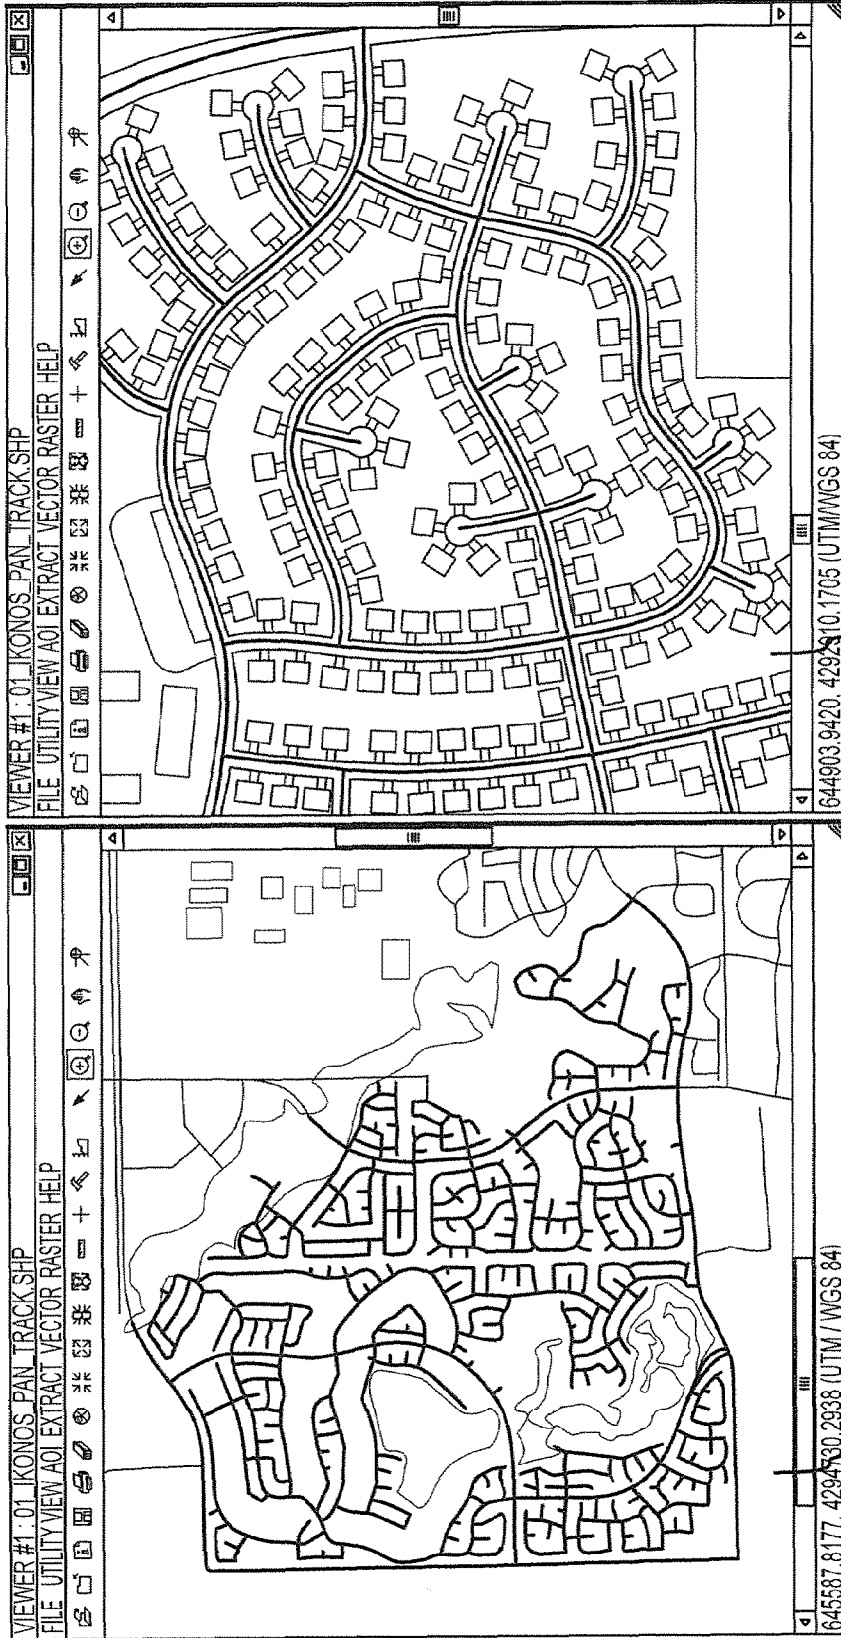 VIEWER #1 : 01_IKONOS_PAN_TRACK.SHP
FILE UTILITY VIEW AOI EXTRACT VECTOR RASTER HELP
645587.8177, 4294730.2938 (UTM / WGS 84)
VIEWER #1 : 01_IKONOS_PAN_TRACK.SHP
FILE UTILITY VIEW AOI EXTRACT VECTOR RASTER HELP
644903.9420, 4292910.1705 (UTM/WGS 84)